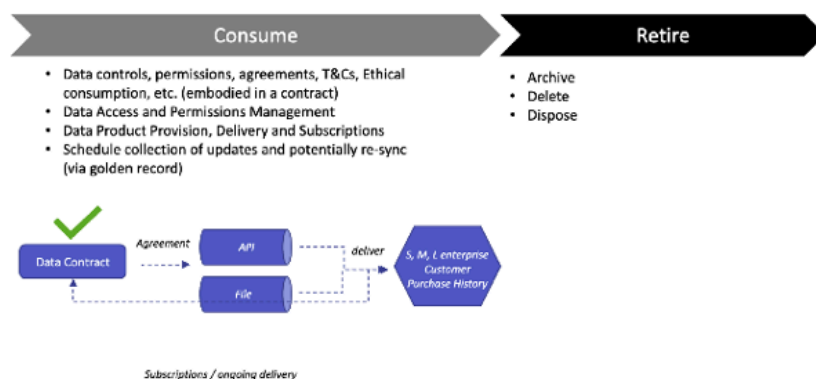 Consume
Retire
• Data controls, permissions, agreements, T&Cs, Ethical
consumption, etc. (embodied in a contract)
• Data Access and Permissions Management
• Data Product Provision, Delivery and Subscriptions
• Schedule collection of updates and potentially re-sync
(via golden record)
• Archive
• Delete
• Dispose
Data Contract
Agreement
API
File
deliver
S, M, L enterprise
Customer
Purchase History
Subscriptions / ongoing delivery